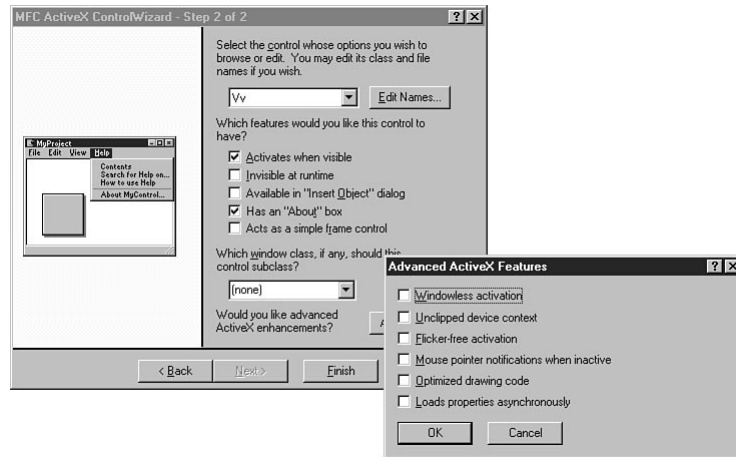 MFC ActiveX ControlWizard - Step 2 of 2
Select the control whose options you wish to
browse or edit. You may edit its class and file
names if you wish.
Vv
Edit Names...
Which features would you like this control to
have?
Activates when visible
Invisible at runtime
Available in "Insert Object" dialog
Has an "About" box
Acts as a simple frame control
Which window class, if any, should this
control subclass?
(none)
Would you like advanced
ActiveX enhancements?
< Back
Next >
Finish
MyProject
File Edit View Help
Contents
Search for Help on...
How to use Help
About MyControl...
Advanced ActiveX Features
Windowless activation
Unclipped device context
Flicker-free activation
Mouse pointer notifications when inactive
Optimized drawing code
Loads properties asynchronously
OK
Cancel